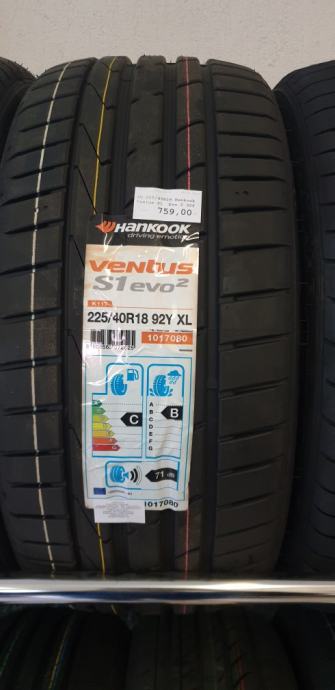 759,00
HANKOOK
driving emotion
ventus
S1 evo²
K117
225/40R18 92Y XL
1017080
A
B
C
D
E
F
G
C
A
B
C
D
E
F
G
B
71
1017080